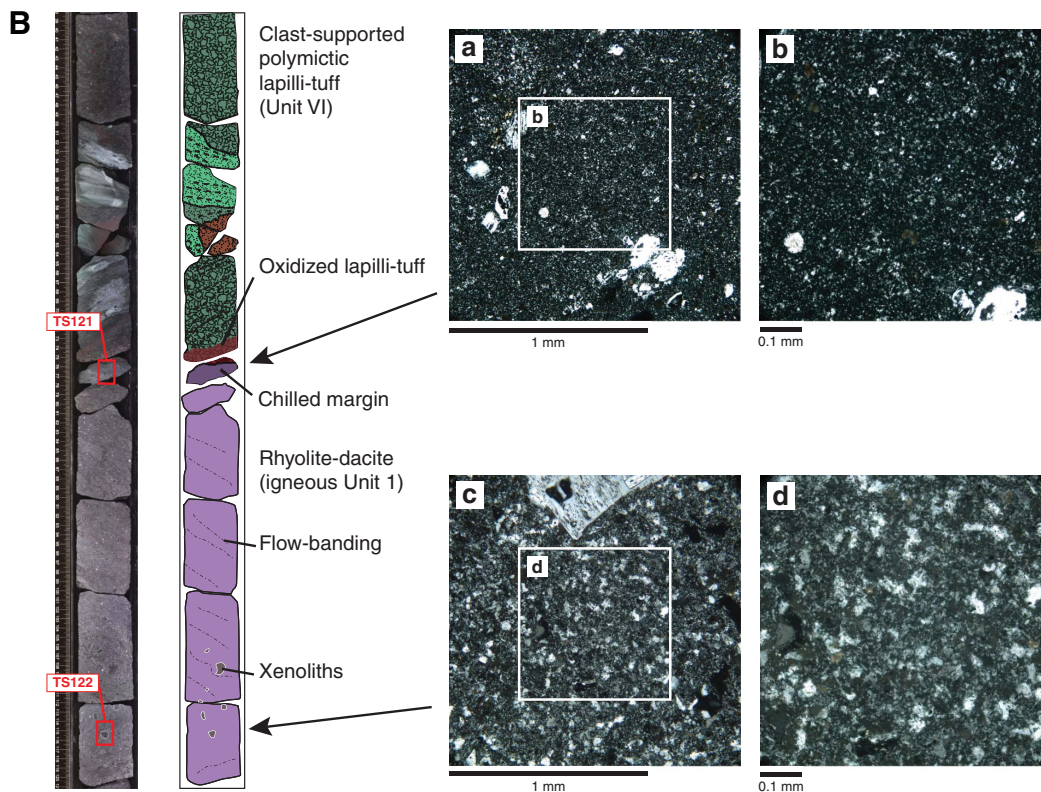 B
Clast-supported
polymictic
lapilli-tuff
(Unit VI)
Oxidized lapilli-tuff
TS121
Chilled margin
Rhyolite-dacite
(igneous Unit 1)
Flow-banding
Xenoliths
TS122
a
b
1 mm
b
0.1 mm
c
d
1 mm
d
0.1 mm